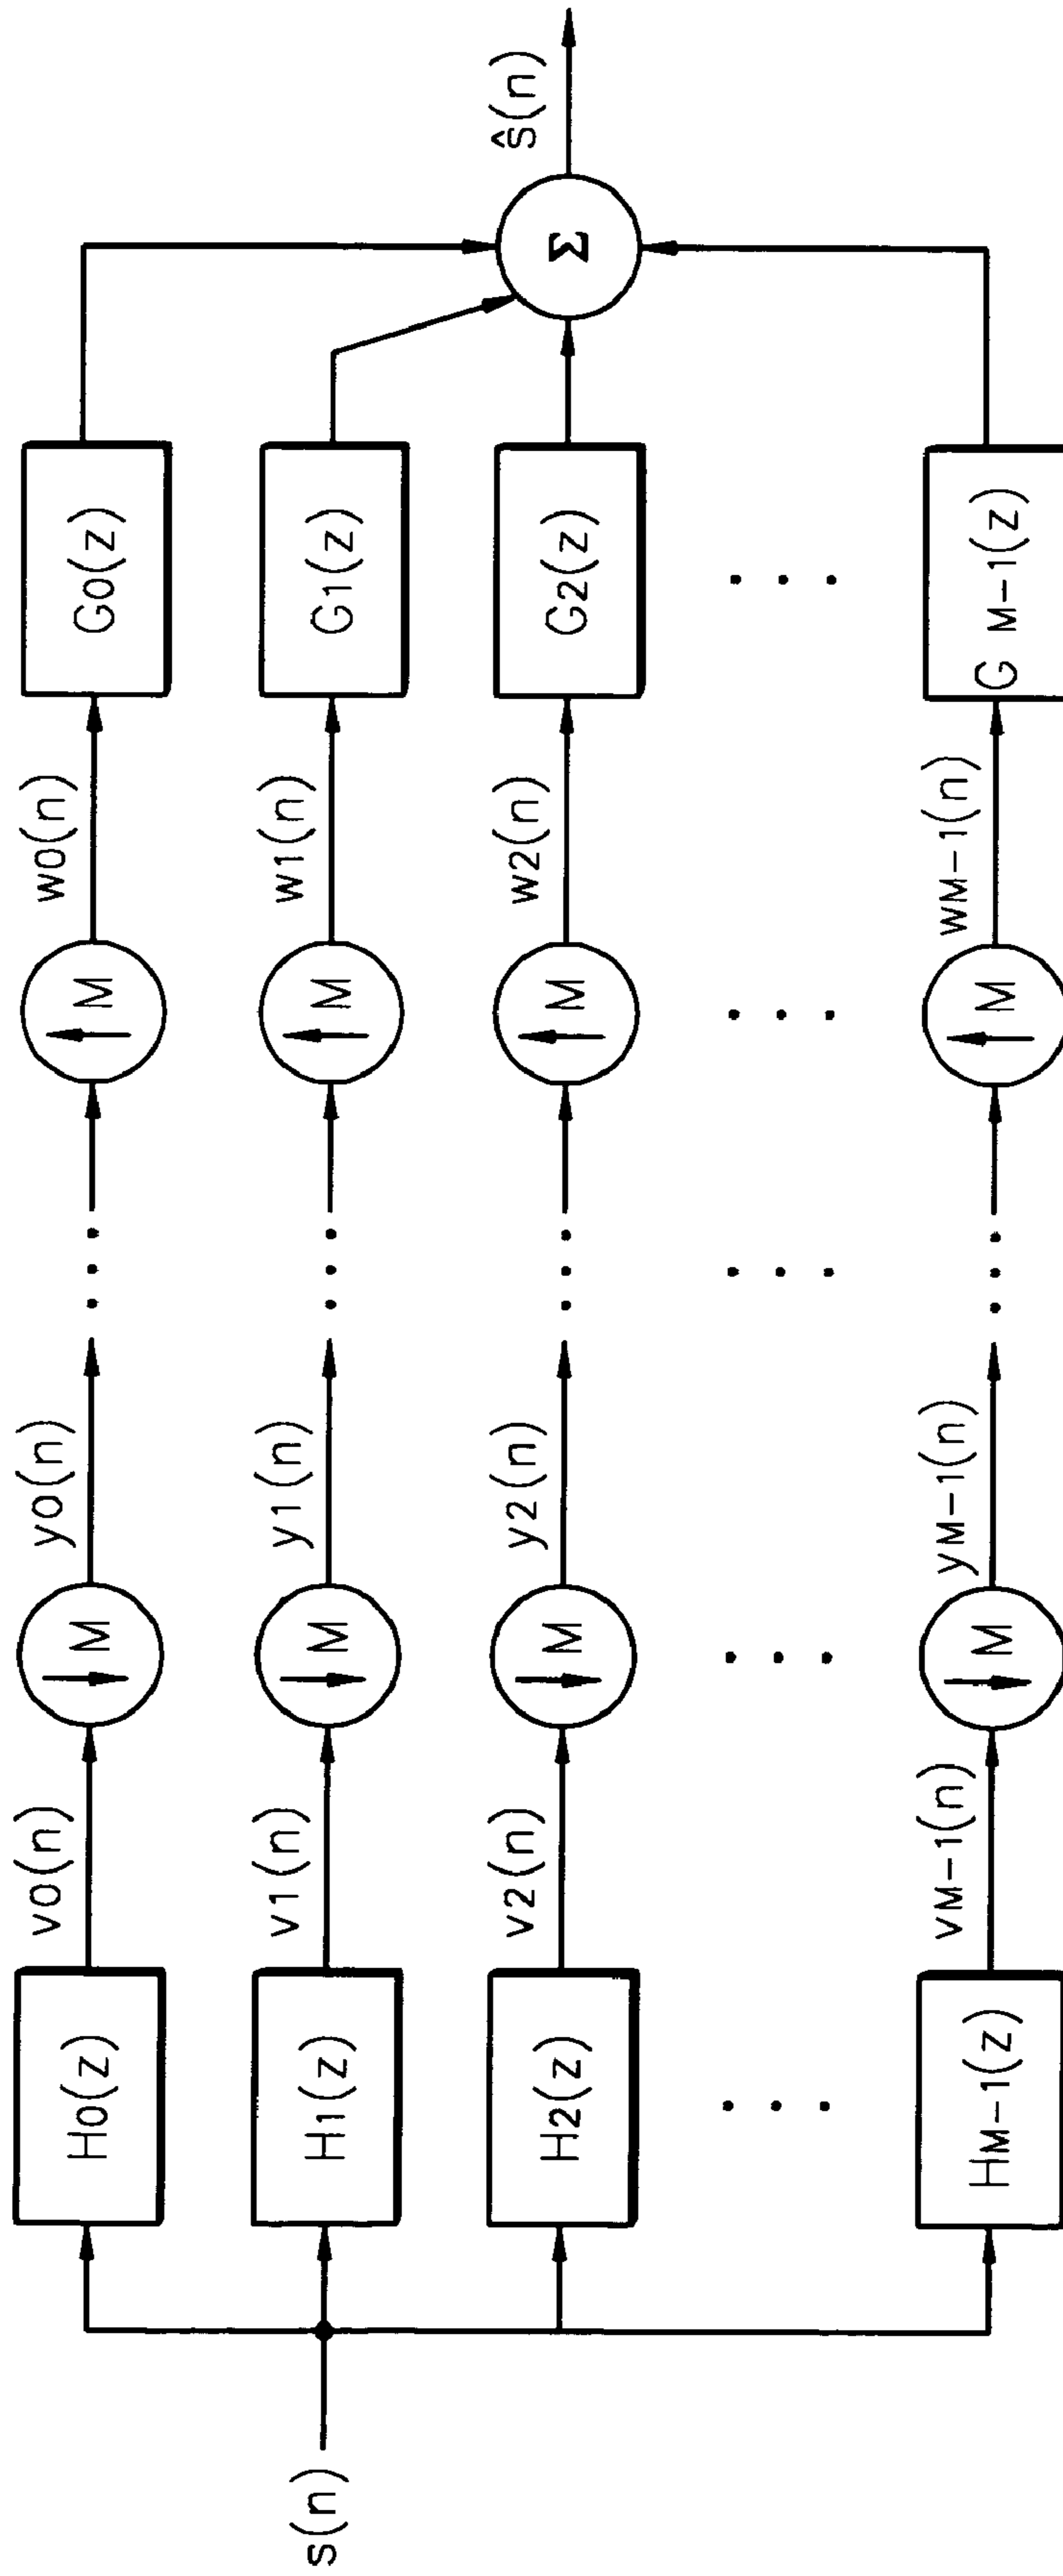 s(n)
H0(z)
v0(n)
↓ M
y0(n)
. . .
↑ M
w0(n)
G0(z)
H1(z)
v1(n)
↓ M
y1(n)
. . .
↑ M
w1(n)
G1(z)
H2(z)
v2(n)
↓ M
y2(n)
. . .
↑ M
w2(n)
G2(z)
. . .
. . .
. . .
. . .
. . .
HM-1(z)
vM-1(n)
↓ M
yM-1(n)
. . .
↑ M
wM-1(n)
G M-1(z)
Σ
ŝ(n)